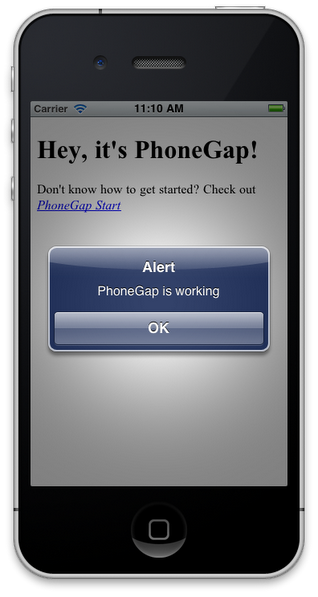 Carrier 11:10 AM
Hey, it's PhoneGap!
Don't know how to get started? Check out
PhoneGap Start
Alert
PhoneGap is working
OK